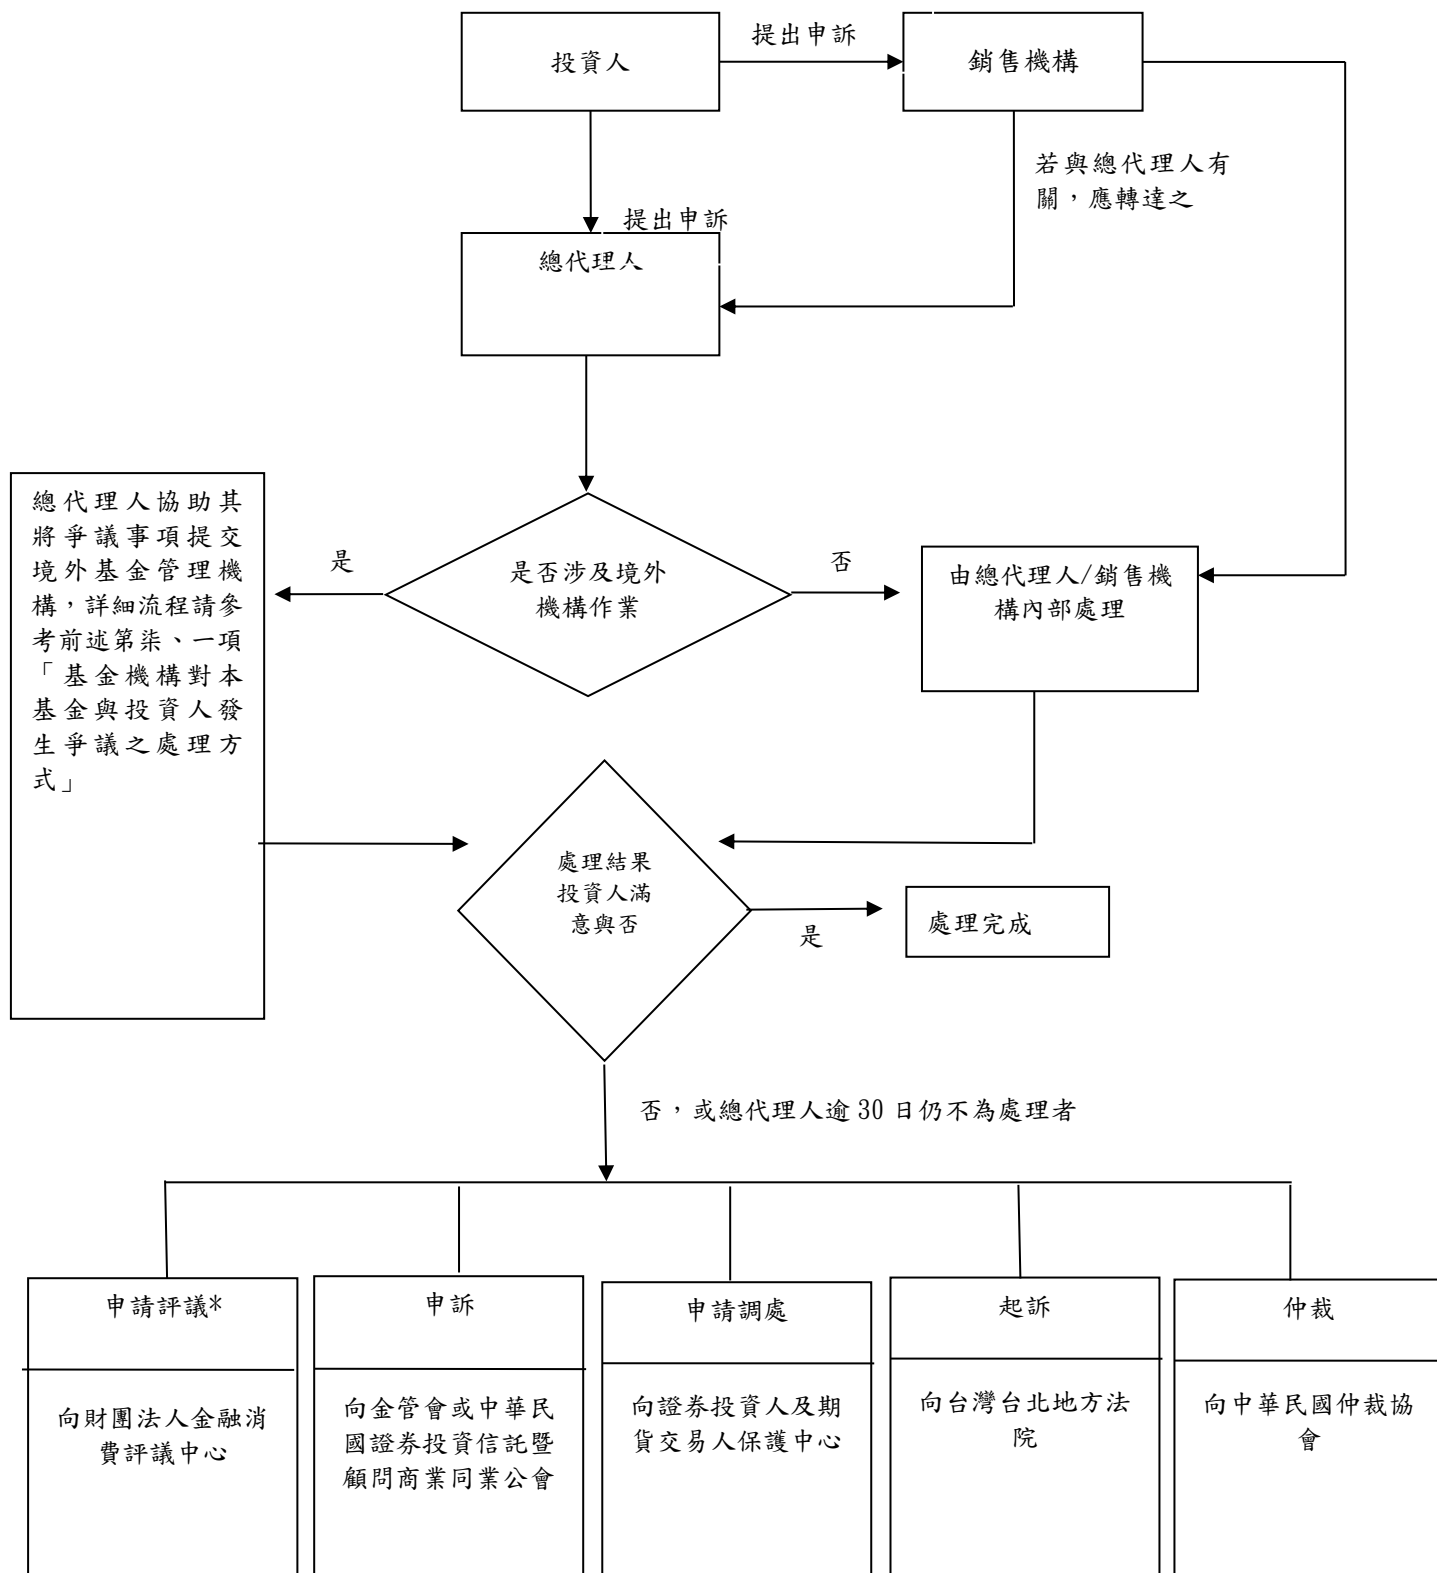 投資人
提出申訴
銷售機構
若與總代理人有
關，應轉達之
提出申訴
總代理人
總代理人協助其
將爭議事項提交
境外基金管理機
構，詳細流程請參
考前述第柒、一項
「基金機構對本
基金與投資人發
生爭議之處理方
式」
是
是否涉及境外
機構作業
否
由總代理人/銷售機
構內部處理
處理結果
投資人滿
意與否
是
處理完成
否，或總代理人逾 30 日仍不為處理者
申請評議*
向財團法人金融消
費評議中心
申訴
向金管會或中華民
國證券投資信託暨
顧問商業同業公會
申請調處
向證券投資人及期
貨交易人保護中心
起訴
向台灣台北地方法
院
仲裁
向中華民國仲裁協
會